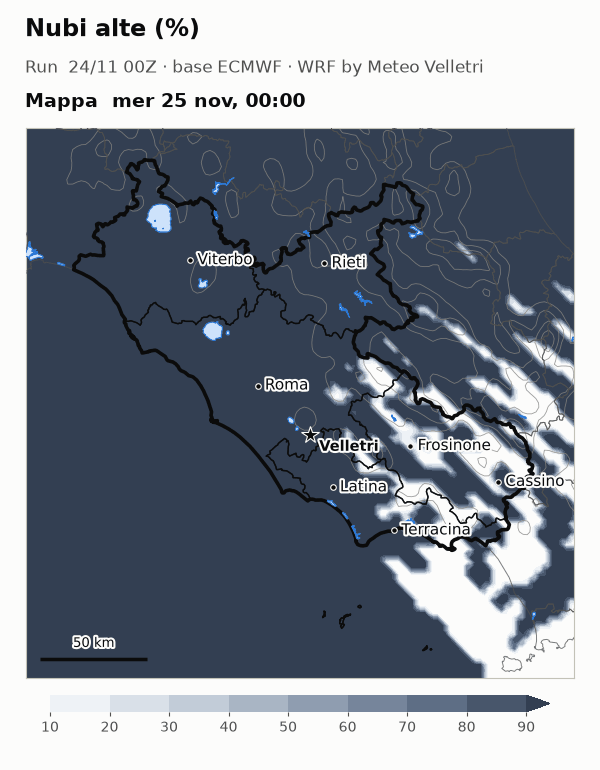 Nubi alte (%)
Run  24/11 00Z · base ECMWF · WRF by Meteo Velletri
Mappa  mer 25 nov, 00:00
Viterbo
Rieti
Roma
Velletri
Frosinone
Cassino
Latina
Terracina
50 km
10 20 30 40 50 60 70 80 90